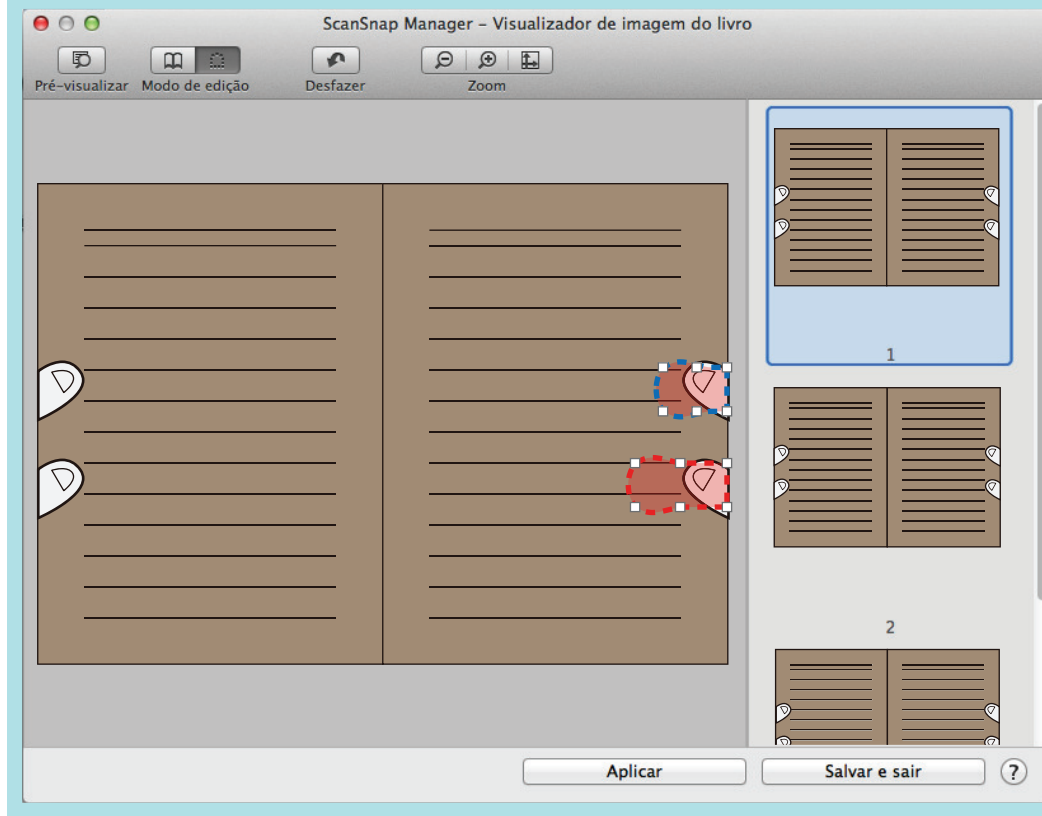 ScanSnap Manager – Visualizador de imagem do livro
Pré-visualizar Modo de edição Desfazer Zoom
1
2
Aplicar Salvar e sair ?